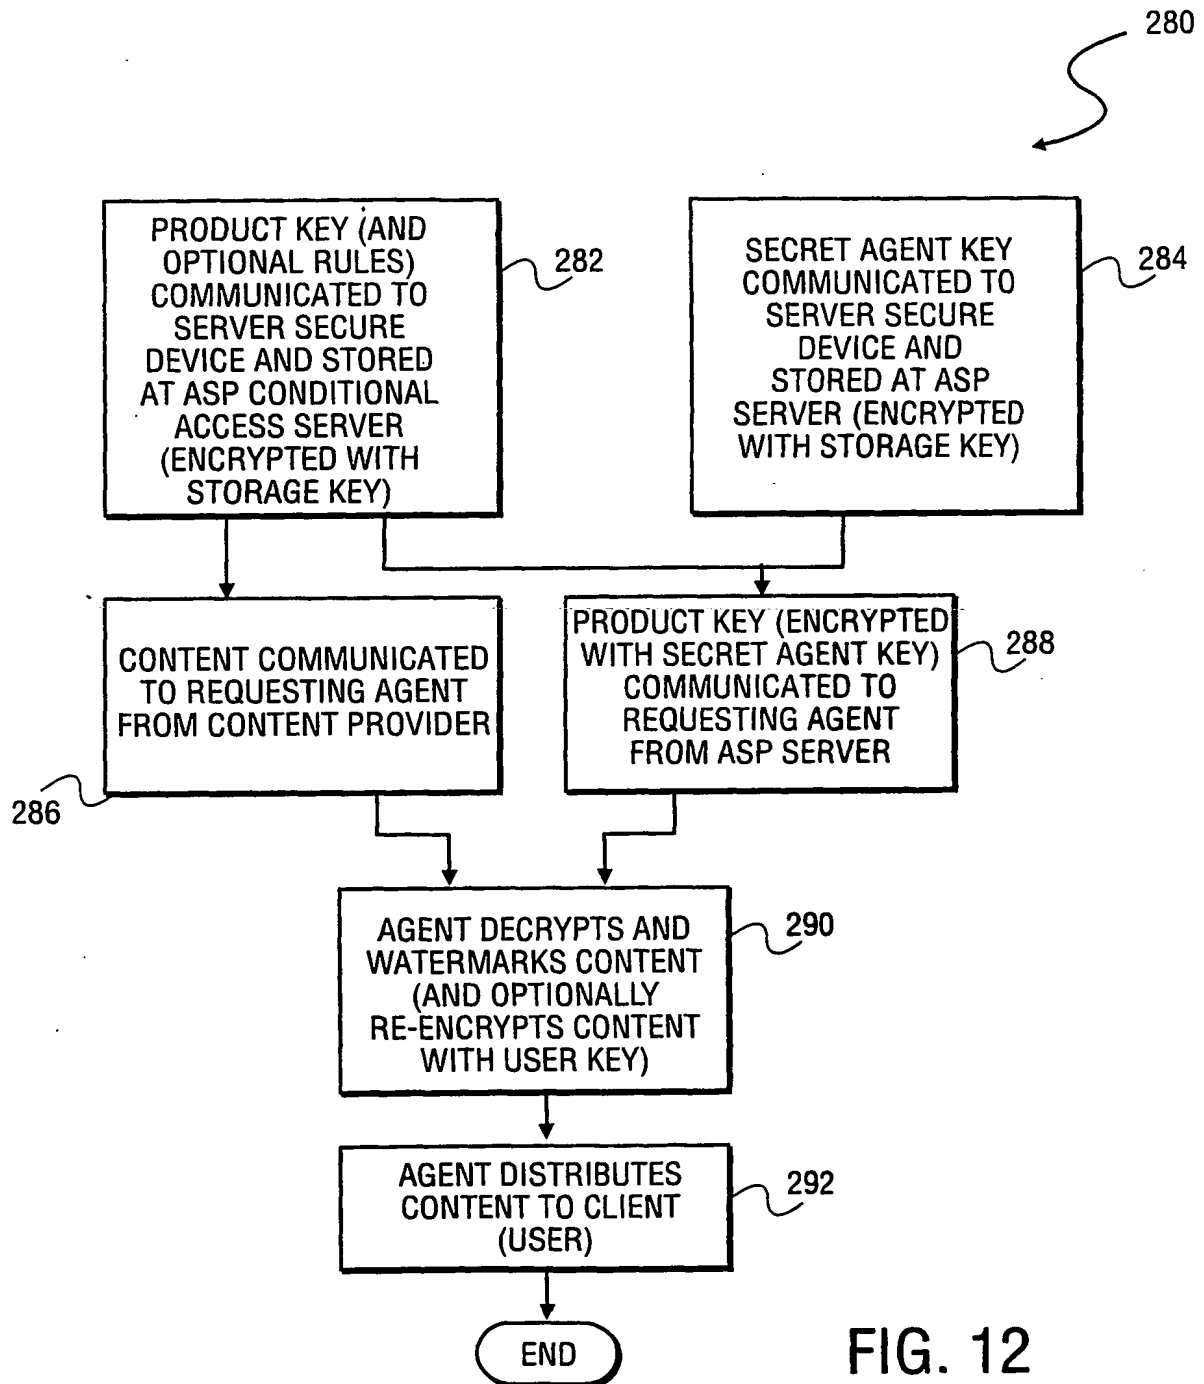 280
PRODUCT KEY (AND
OPTIONAL RULES)
COMMUNICATED TO
SERVER SECURE
DEVICE AND STORED
AT ASP CONDITIONAL
ACCESS SERVER
(ENCRYPTED WITH
STORAGE KEY)
282
SECRET AGENT KEY
COMMUNICATED TO
SERVER SECURE
DEVICE AND
STORED AT ASP
SERVER (ENCRYPTED
WITH STORAGE KEY)
284
CONTENT COMMUNICATED
TO REQUESTING AGENT
FROM CONTENT PROVIDER
286
PRODUCT KEY (ENCRYPTED
WITH SECRET AGENT KEY)
COMMUNICATED TO
REQUESTING AGENT
FROM ASP SERVER
288
AGENT DECRYPTS AND
WATERMARKS CONTENT
(AND OPTIONALLY
RE-ENCRYPTS CONTENT
WITH USER KEY)
290
AGENT DISTRIBUTES
CONTENT TO CLIENT
(USER)
292
END
FIG. 12